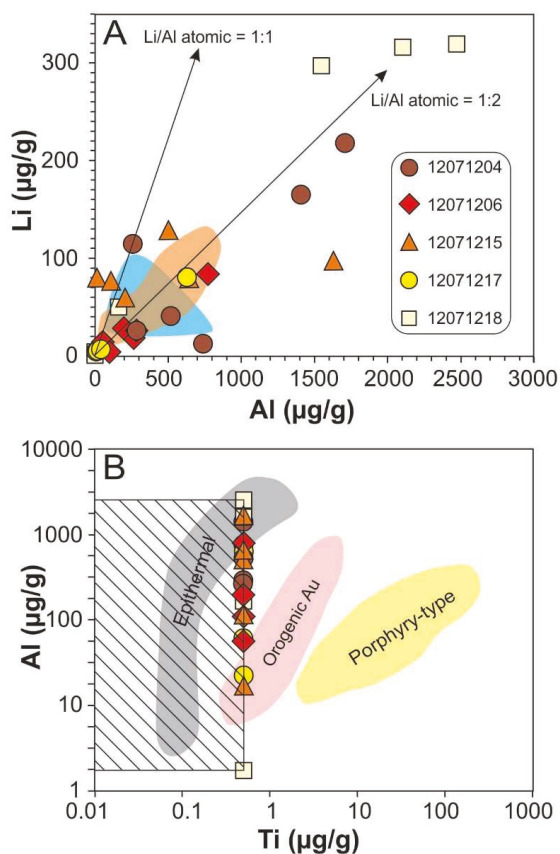 A
Li/Al atomic = 1:1
Li/Al atomic = 1:2
300
200
100
0
Li (µg/g)
12071204
12071206
12071215
12071217
12071218
0 500 1000 1500 2000 2500 3000
Al (µg/g)
B
10000
1000
100
10
1
Al (µg/g)
Epithermal
Orogenic Au
Porphyry-type
0.01 0.1 1 10 100 1000
Ti (µg/g)